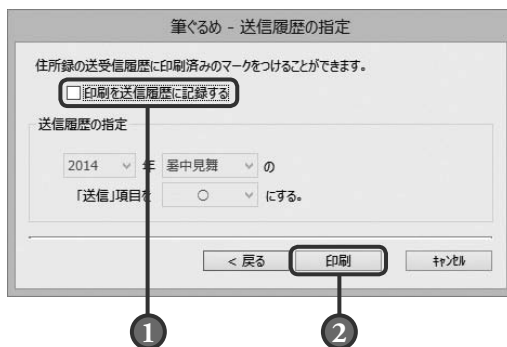 筆ぐるめ - 送信履歴の指定
住所録の送受信履歴に印刷済みのマークをつけることができます。
印刷を送信履歴に記録する
送信履歴の指定
2014 年 暑中見舞 の
「送信」項目を ○ にする。
< 戻る 印刷 ｷｬﾝｾﾙ
1 2